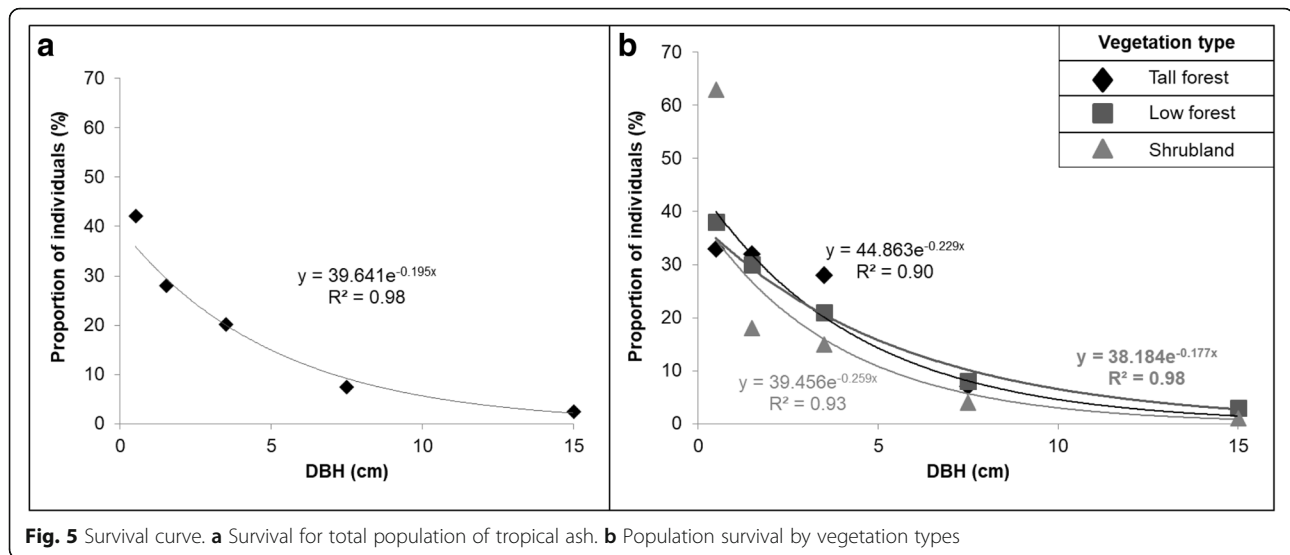 a
Proportion of individuals (%)
70
60
50
40
30
20
10
0
y = 39.641e-0.195x
R² = 0.98
0 5 10 15
DBH (cm)
b
Proportion of individuals (%)
70
60
50
40
30
20
10
0
Vegetation type
Tall forest
Low forest
Shrubland
y = 44.863e-0.229x
R² = 0.90
y = 38.184e-0.177x
R² = 0.98
y = 39.456e-0.259x
R² = 0.93
0 5 10 15
DBH (cm)
Fig. 5 Survival curve. a Survival for total population of tropical ash. b Population survival by vegetation types